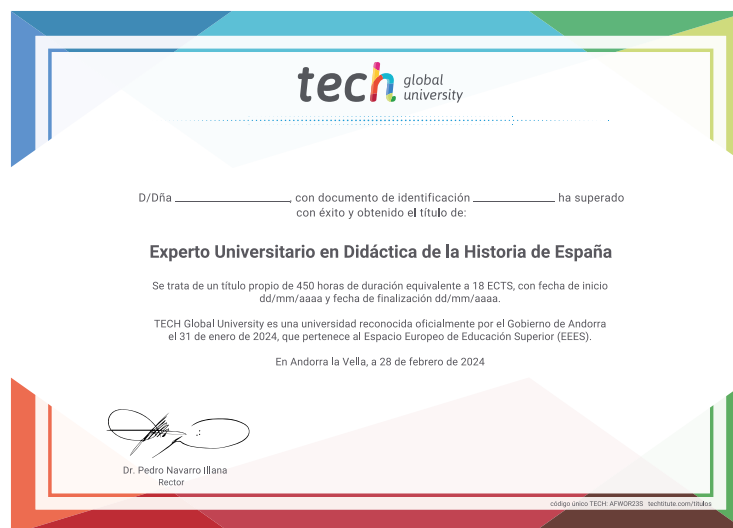 tech global university
D/Dña ____________, con documento de identificación ____________ ha superado
con éxito y obtenido el título de:
Experto Universitario en Didáctica de la Historia de España
Se trata de un título propio de 450 horas de duración equivalente a 18 ECTS, con fecha de inicio
dd/mm/aaaa y fecha de finalización dd/mm/aaaa.
TECH Global University es una universidad reconocida oficialmente por el Gobierno de Andorra
el 31 de enero de 2024, que pertenece al Espacio Europeo de Educación Superior (EEES).
En Andorra la Vella, a 28 de febrero de 2024
Dr. Pedro Navarro Illana
Rector
código único TECH: AFWOR23S techtitute.com/titulos